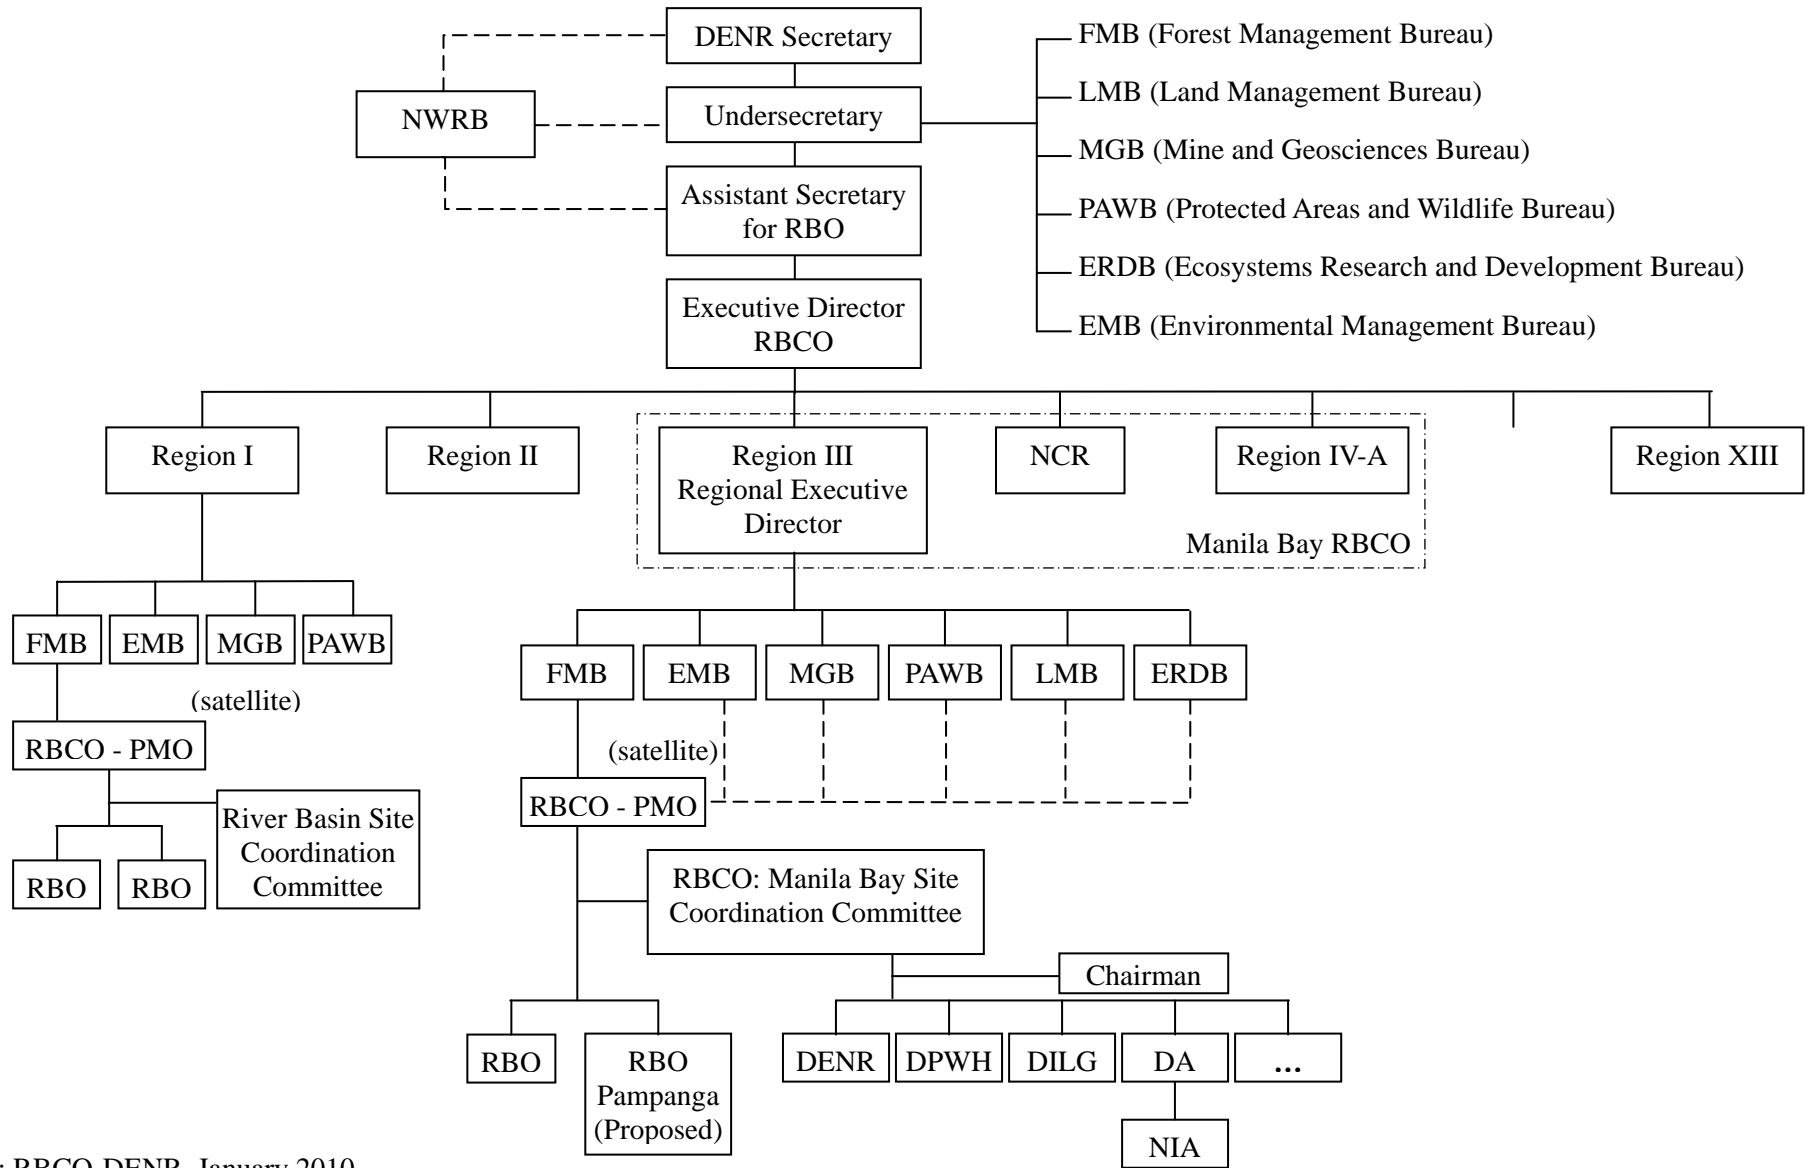 DENR Secretary
NWRB
Undersecretary
Assistant Secretary
for RBO
Executive Director
RBCO
FMB (Forest Management Bureau)
LMB (Land Management Bureau)
MGB (Mine and Geosciences Bureau)
PAWB (Protected Areas and Wildlife Bureau)
ERDB (Ecosystems Research and Development Bureau)
EMB (Environmental Management Bureau)
Region I
Region II
Region III
Regional Executive
Director
NCR
Region IV-A
Region XIII
Manila Bay RBCO
FMB
EMB
MGB
PAWB
(satellite)
RBCO - PMO
River Basin Site
Coordination
Committee
RBO
RBO
FMB
EMB
MGB
PAWB
LMB
ERDB
(satellite)
RBCO - PMO
RBCO: Manila Bay Site
Coordination Committee
Chairman
RBO
RBO
Pampanga
(Proposed)
DENR
DPWH
DILG
DA
...
NIA
: RBCO-DENR, January 2010